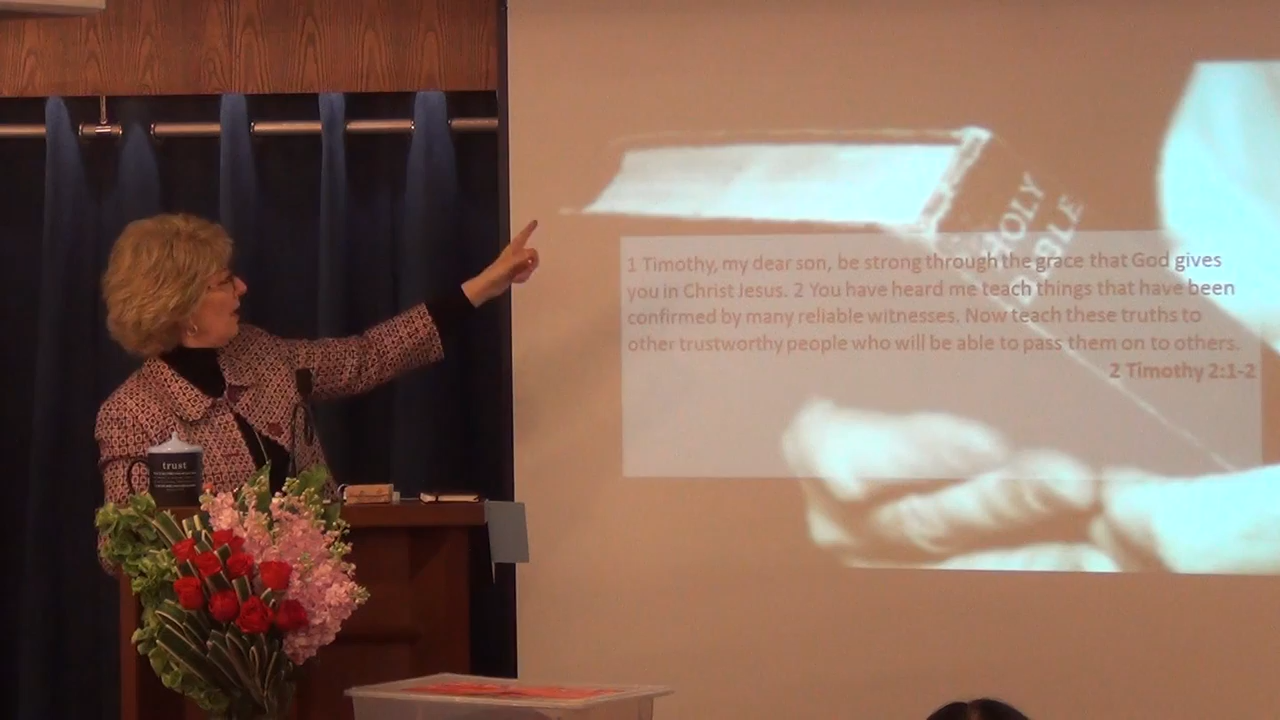 HOLY
BIBLE
1 Timothy, my dear son, be strong through the grace that God gives
you in Christ Jesus. 2 You have heard me teach things that have been
confirmed by many reliable witnesses. Now teach these truths to
other trustworthy people who will be able to pass them on to others.
2 Timothy 2:1-2
trust